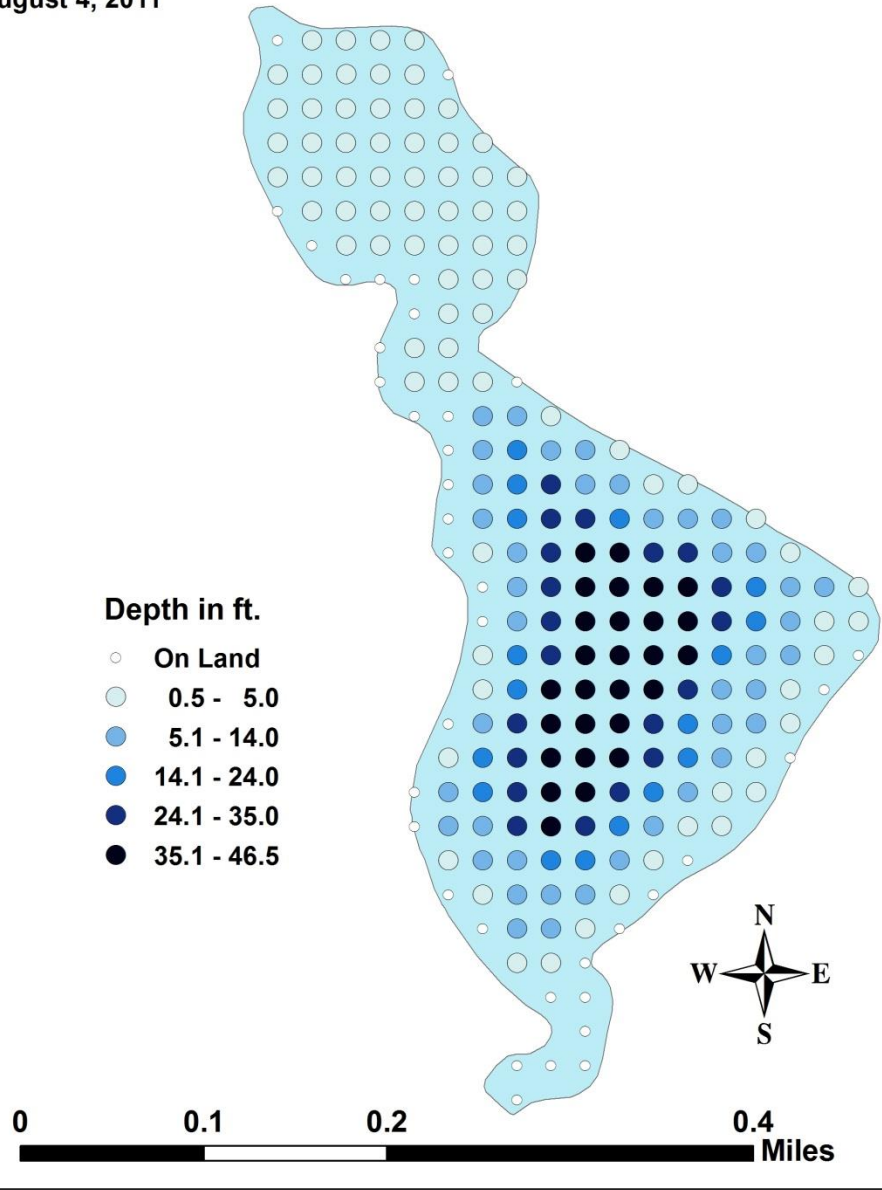 4, 2011
Depth in ft.
On Land
0.5 - 5.0
5.1 - 14.0
14.1 - 24.0
24.1 - 35.0
35.1 - 46.5
N
W E
S
0 0.1 0.2 0.4
Miles